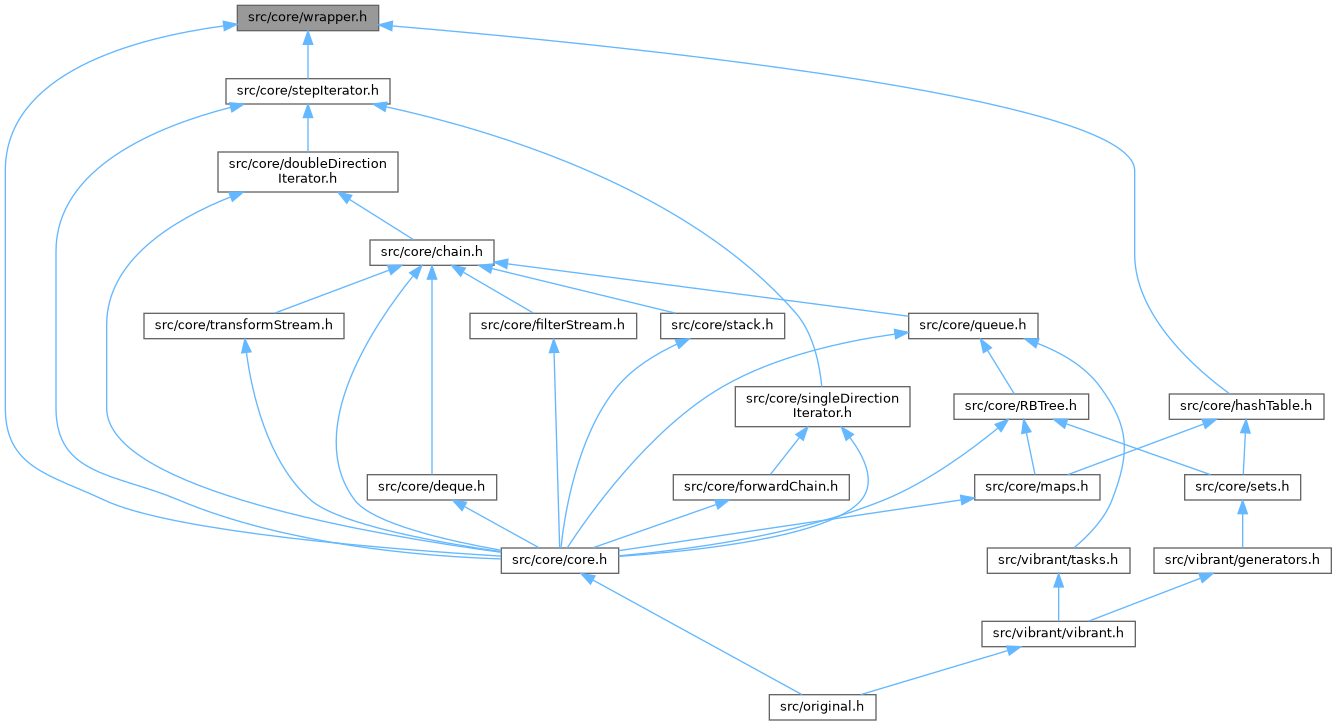 src/core/wrapper.h
src/core/stepIterator.h
src/core/doubleDirection
Iterator.h
src/core/chain.h
src/core/transformStream.h
src/core/filterStream.h
src/core/stack.h
src/core/queue.h
src/core/singleDirection
Iterator.h
src/core/RBTree.h
src/core/hashTable.h
src/core/deque.h
src/core/forwardChain.h
src/core/maps.h
src/core/sets.h
src/core/core.h
src/vibrant/tasks.h
src/vibrant/generators.h
src/vibrant/vibrant.h
src/original.h